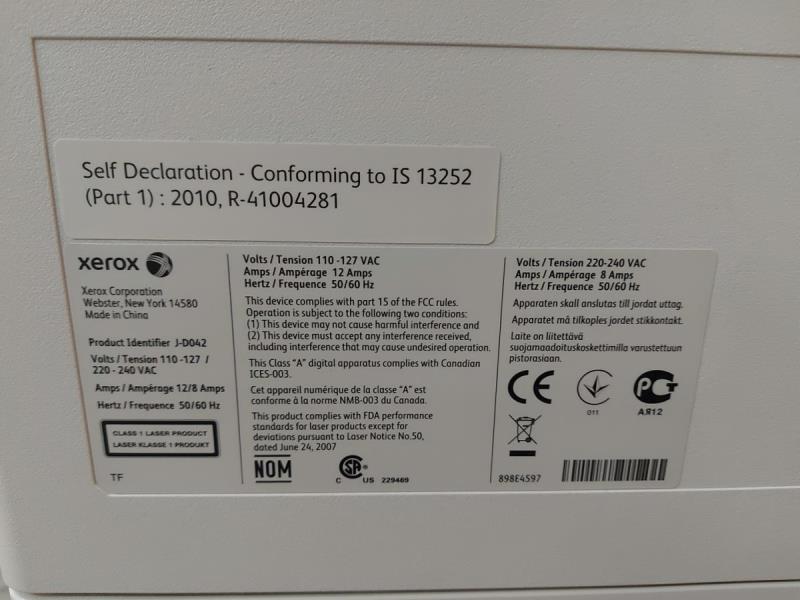 Self Declaration - Conforming to IS 13252
(Part 1) : 2010, R-41004281
xerox
Xerox Corporation
Webster, New York 14580
Made in China
Product Identifier J-D042
Volts / Tension 110 -127 /
220 - 240 VAC
Amps / Ampérage 12/8 Amps
Hertz / Frequence 50/60 Hz
CLASS 1 LASER PRODUCT
LASER KLASSE 1 PRODUKT
TF
Volts / Tension 110 -127 VAC
Amps / Ampérage 12 Amps
Hertz / Frequence 50/60 Hz
This device complies with part 15 of the FCC rules.
Operation is subject to the following two conditions:
(1) This device may not cause harmful interference and
(2) This device must accept any interference received,
including interference that may cause undesired operation.
This Class "A" digital apparatus complies with Canadian
ICES-003.
Cet appareil numérique de la classe "A" est
conforme à la norme NMB-003 du Canada.
This product complies with FDA performance
standards for laser products except for
deviations pursuant to Laser Notice No.50,
dated June 24, 2007
NOM
C SA ® US 229469
Volts / Tension 220-240 VAC
Amps / Ampérage 8 Amps
Hertz / Frequence 50/60 Hz
Apparaten skall anslutas till jordat uttag.
Apparatet må tilkoples jordet stikkontakt.
Laite on liitettävä
suojamaadoituskoskettimilla varustettuun
pistorasiaan.
CE
011
РСТ
АЯ12
898E4597